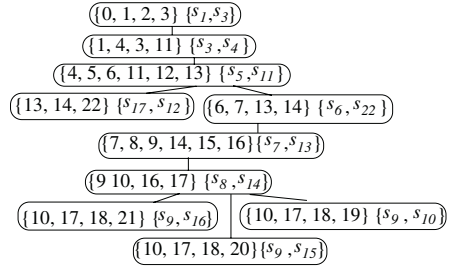 {0, 1, 2, 3} {s1,s3}
{1, 4, 3, 11} {s3 ,s4}
{4, 5, 6, 11, 12, 13} {s5 ,s11}
{13, 14, 22} {s17 ,s12} {6, 7, 13, 14} {s6 ,s22}
{7, 8, 9, 14, 15, 16}{s7 ,s13}
{9 10, 16, 17} {s8 ,s14}
{10, 17, 18, 21} {s9 ,s16} {10, 17, 18, 19} {s9 ,s10}
{10, 17, 18, 20}{s9 ,s15}